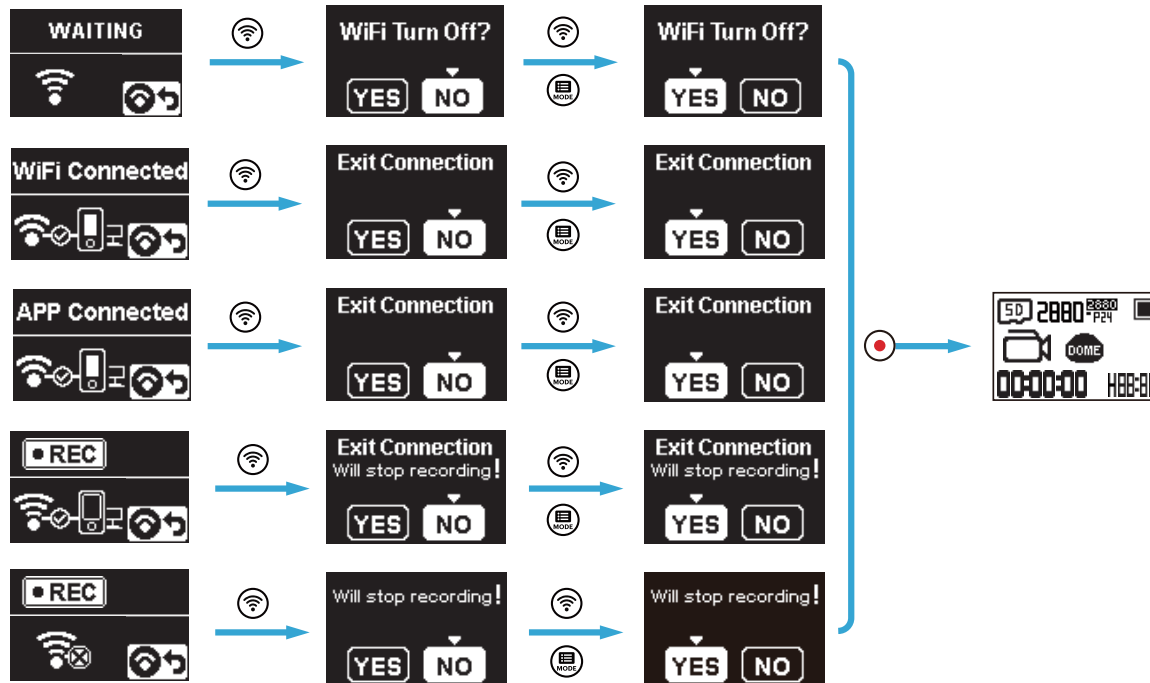 WAITING
WiFi Turn Off?
YES NO
MODE
WiFi Turn Off?
YES NO
WiFi Connected
Exit Connection
YES NO
MODE
Exit Connection
YES NO
APP Connected
Exit Connection
YES NO
MODE
Exit Connection
YES NO
SD 2880 2880 P24
DOME
00:00:00
REC
Exit Connection
Will stop recording!
YES NO
MODE
Exit Connection
Will stop recording!
YES NO
REC
Will stop recording!
YES NO
MODE
Will stop recording!
YES NO